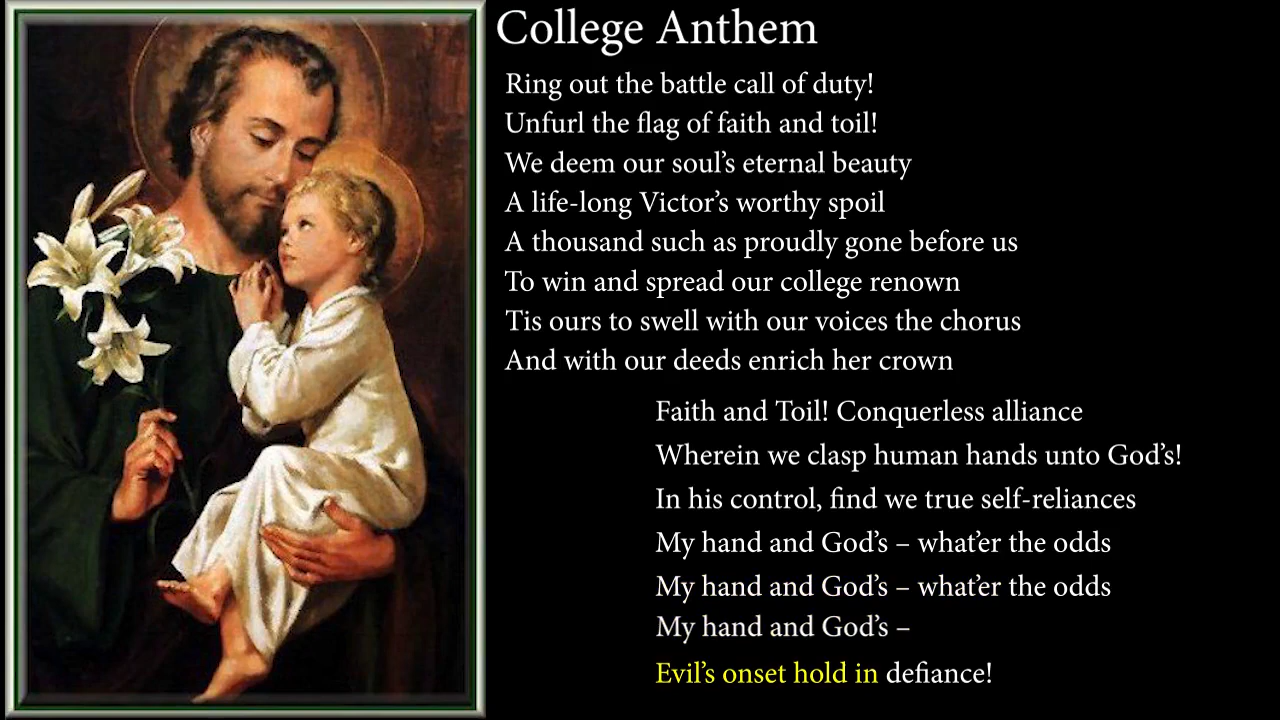 College Anthem
Ring out the battle call of duty!
Unfurl the flag of faith and toil!
We deem our soul's eternal beauty
A life-long Victor's worthy spoil
A thousand such as proudly gone before us
To win and spread our college renown
Tis ours to swell with our voices the chorus
And with our deeds enrich her crown
Faith and Toil! Conquerless alliance
Wherein we clasp human hands unto God's!
In his control, find we true self-reliances
My hand and God's – what'er the odds
My hand and God's – what'er the odds
My hand and God's –
Evil's onset hold in defiance!